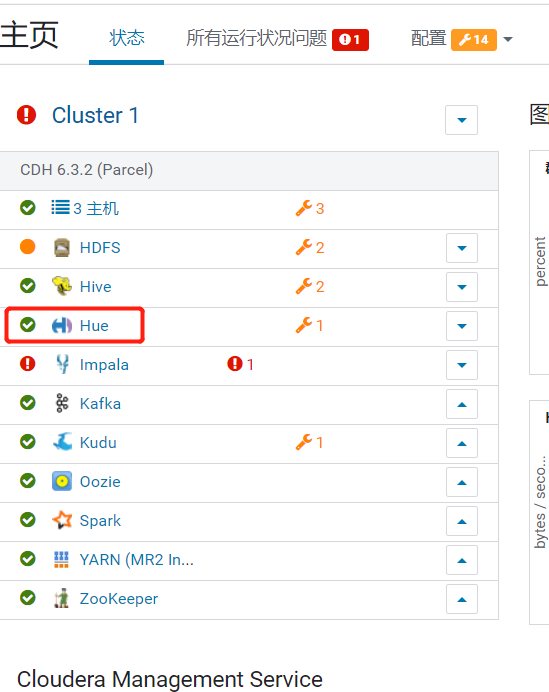 主页 状态 所有运行状况问题 1 配置 14
Cluster 1
CDH 6.3.2 (Parcel)
3 主机 3
HDFS 2
Hive 2
Hue 1
Impala 1
Kafka
Kudu 1
Oozie
Spark
YARN (MR2 In...
ZooKeeper
Cloudera Management Service
图
percent
bytes / seco...